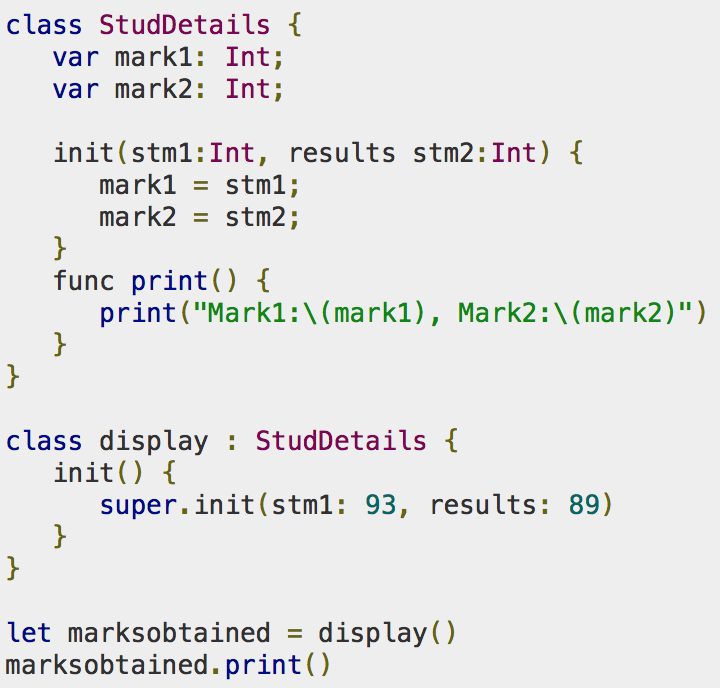 class StudDetails {
   var mark1: Int;
   var mark2: Int;

   init(stm1:Int, results stm2:Int) {
      mark1 = stm1;
      mark2 = stm2;
   }
   func print() {
      print("Mark1:\(mark1), Mark2:\(mark2)")
   }
}

class display : StudDetails {
   init() {
      super.init(stm1: 93, results: 89)
   }
}

let marksobtained = display()
marksobtained.print()